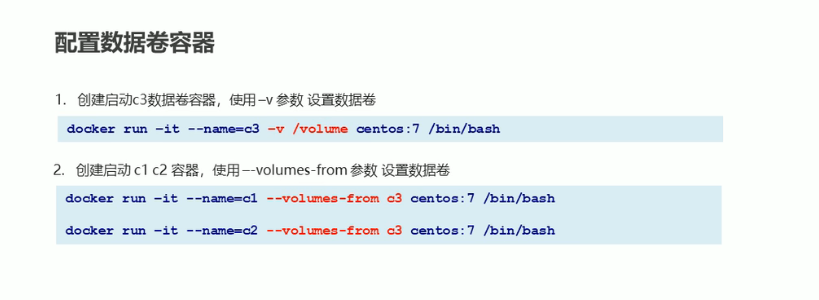 配置数据卷容器
1. 创建启动c3数据卷容器，使用 –v 参数 设置数据卷
docker run –it --name=c3 –v /volume centos:7 /bin/bash
2. 创建启动 c1 c2 容器，使用 –-volumes-from 参数 设置数据卷
docker run –it --name=c1 --volumes-from c3 centos:7 /bin/bash
docker run –it --name=c2 --volumes-from c3 centos:7 /bin/bash